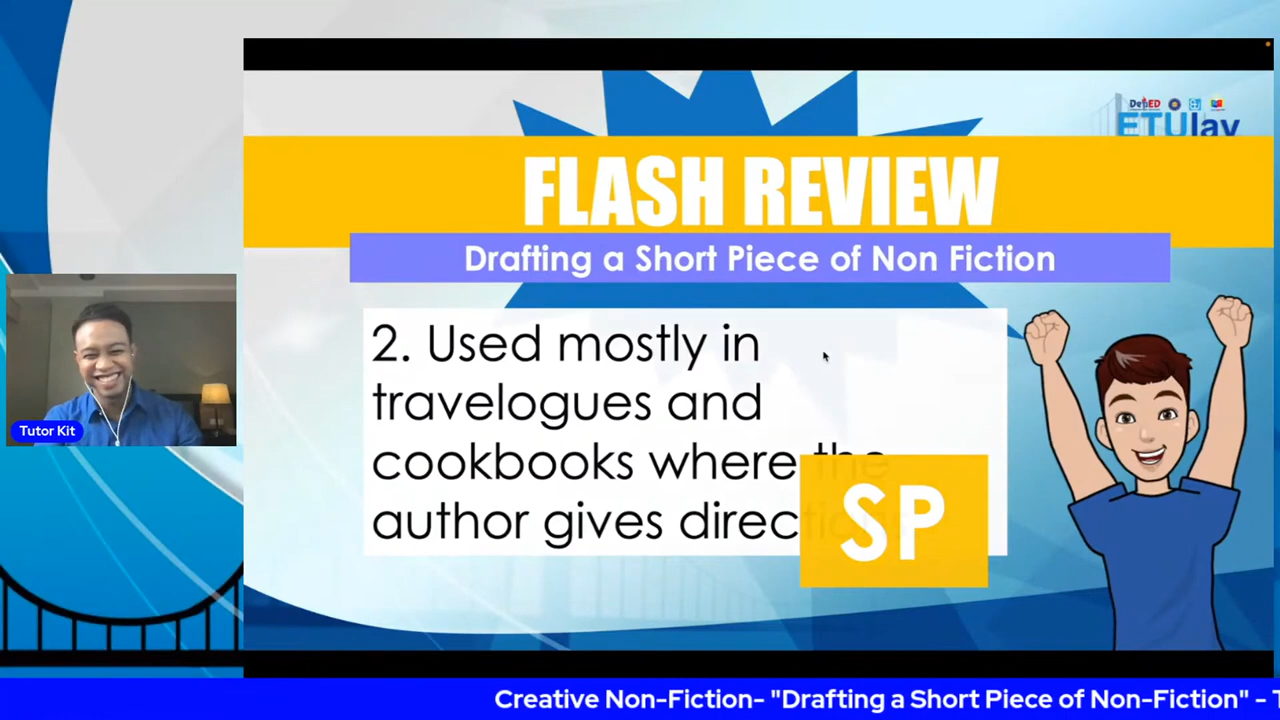 DepED
ETUlay
FLASH REVIEW
Drafting a Short Piece of Non Fiction
2. Used mostly in
travelogues and
cookbooks where the
author gives direc
SP
Tutor Kit
Creative Non-Fiction- "Drafting a Short Piece of Non-Fiction" - T